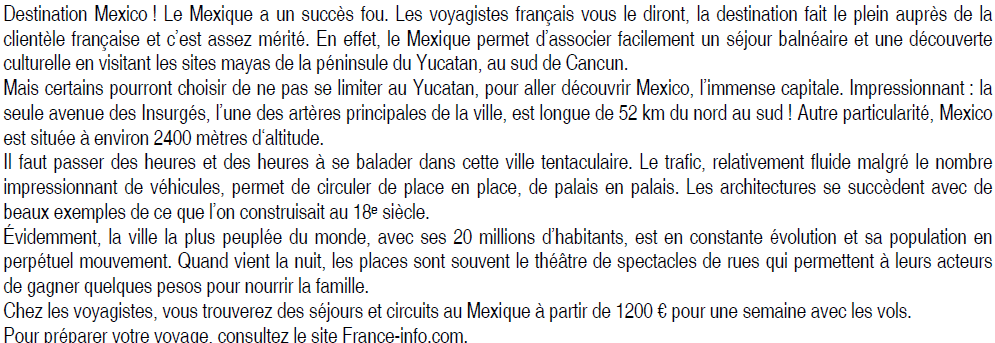 Destination Mexico ! Le Mexique a un succès fou. Les voyagistes français vous le diront, la destination fait le plein auprès de la
clientèle française et c'est assez mérité. En effet, le Mexique permet d'associer facilement un séjour balnéaire et une découverte
culturelle en visitant les sites mayas de la péninsule du Yucatan, au sud de Cancun.
Mais certains pourront choisir de ne pas se limiter au Yucatan, pour aller découvrir Mexico, l'immense capitale. Impressionnant : la
seule avenue des Insurgés, l'une des artères principales de la ville, est longue de 52 km du nord au sud ! Autre particularité, Mexico
est située à environ 2400 mètres d'altitude.
Il faut passer des heures et des heures à se balader dans cette ville tentaculaire. Le trafic, relativement fluide malgré le nombre
impressionnant de véhicules, permet de circuler de place en place, de palais en palais. Les architectures se succèdent avec de
beaux exemples de ce que l'on construisait au 18e siècle.
Évidemment, la ville la plus peuplée du monde, avec ses 20 millions d'habitants, est en constante évolution et sa population en
perpétuel mouvement. Quand vient la nuit, les places sont souvent le théâtre de spectacles de rues qui permettent à leurs acteurs
de gagner quelques pesos pour nourrir la famille.
Chez les voyagistes, vous trouverez des séjours et circuits au Mexique à partir de 1200 € pour une semaine avec les vols.
Pour préparer votre voyage, consultez le site France-info.com.